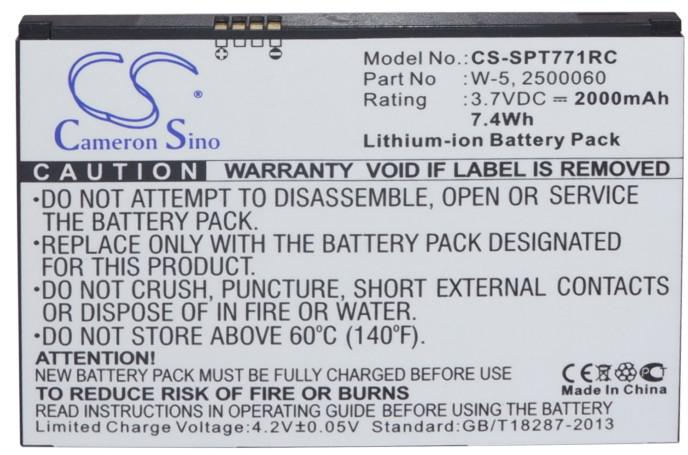 Model No.: CS-SPT771RC
Part No. : W-5, 2500060
Rating : 3.7VDC ⎓ 2000mAh
7.4Wh
Lithium-ion Battery Pack
CS
Cameron Sino
CAUTION WARRANTY VOID IF LABEL IS REMOVED
•DO NOT ATTEMPT TO DISASSEMBLE, OPEN OR SERVICE
THE BATTERY PACK.
•REPLACE ONLY WITH THE BATTERY PACK DESIGNATED
FOR THIS PRODUCT.
•DO NOT CRUSH, PUNCTURE, SHORT EXTERNAL CONTACTS
OR DISPOSED OF IN FIRE OR WATER.
•DO NOT STORE ABOVE 60°C (140°F).
ATTENTION:
NEW BATTERY PACK MUST BE FULLY CHARGED BEFORE USED
TO REDUCE RISK OF FIRE OR BURNS
READ INSTRUCTIONS IN OPERATING GUIDE BEFORE USING
Limited Charging Voltage:4.2V±0.05V Standard:GB/T18287-2013
CE
Made In China